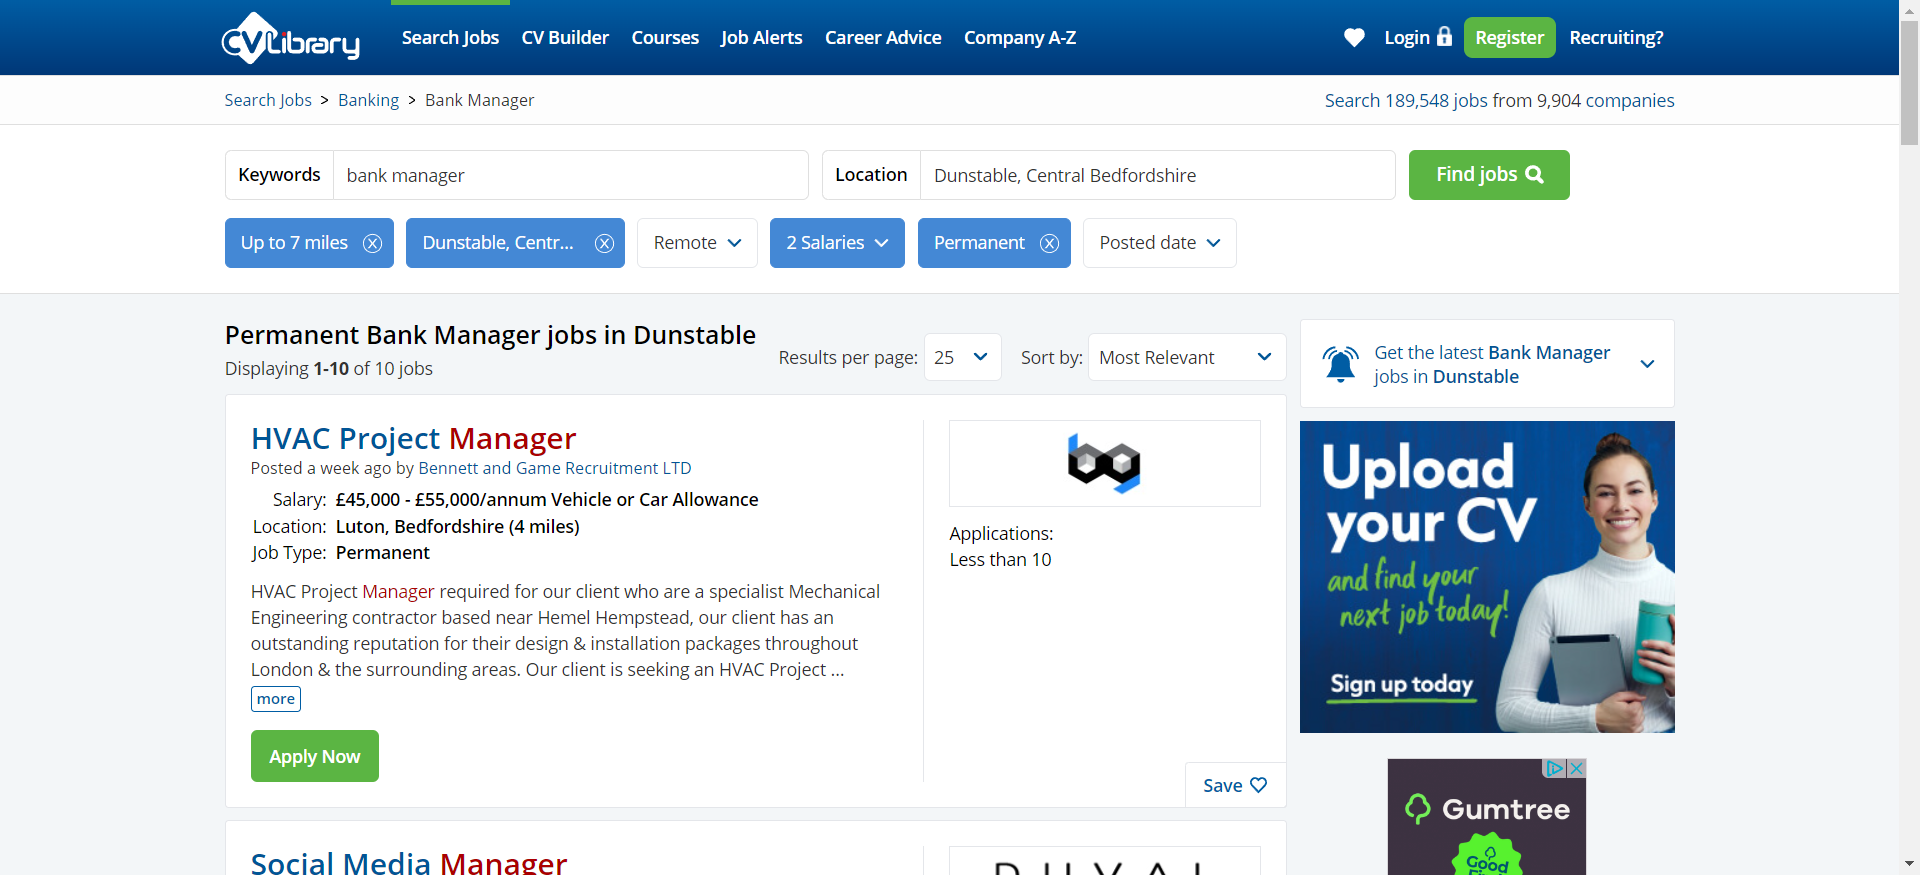 CVLibrary
Search Jobs
CV Builder
Courses
Job Alerts
Career Advice
Company A-Z
Login
Register
Recruiting?
Search Jobs > Banking > Bank Manager
Search 189,548 jobs from 9,904 companies
Keywords
bank manager
Location
Dunstable, Central Bedfordshire
Find jobs
Up to 7 miles
Dunstable, Centr...
Remote
2 Salaries
Permanent
Posted date
Permanent Bank Manager jobs in Dunstable
Displaying 1-10 of 10 jobs
Results per page: 25
Sort by: Most Relevant
HVAC Project Manager
Posted a week ago by Bennett and Game Recruitment LTD
Salary: £45,000 - £55,000/annum Vehicle or Car Allowance
Location: Luton, Bedfordshire (4 miles)
Job Type: Permanent
HVAC Project Manager required for our client who are a specialist Mechanical
Engineering contractor based near Hemel Hempstead, our client has an
outstanding reputation for their design & installation packages throughout
London & the surrounding areas. Our client is seeking an HVAC Project ...
more
Apply Now
bg
Applications:
Less than 10
Save
Social Media Manager
Get the latest Bank Manager
jobs in Dunstable
Upload
your CV
and find your
next job today!
Sign up today
Gumtree
Good